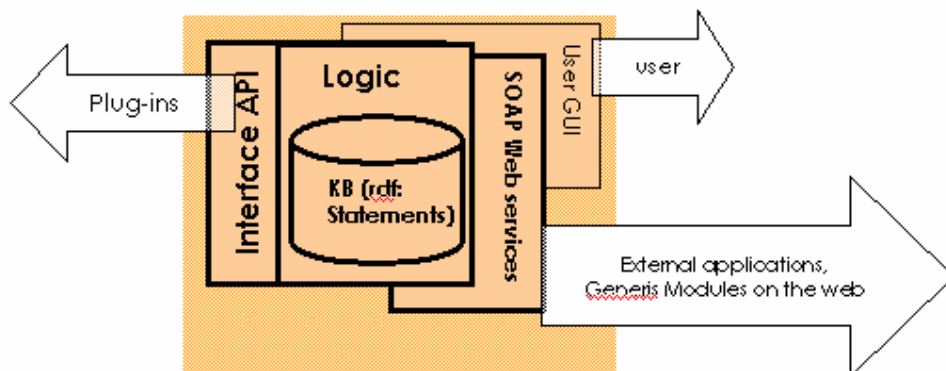 Plug-ins
Interface API
Logic
KB (rdf:
Statements)
SOAP Web services
User GUI
user
External applications,
Generis Modules on the web